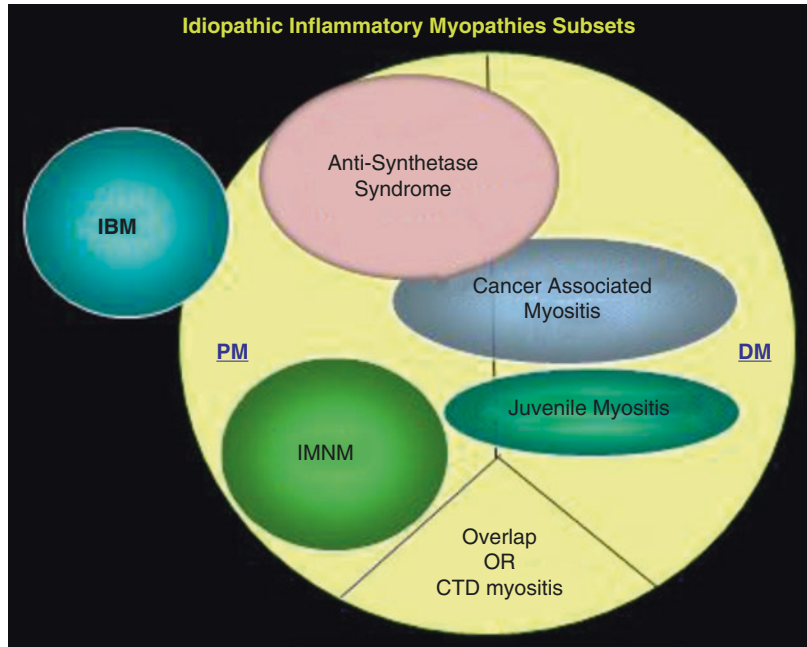 Idiopathic Inflammatory Myopathies Subsets
Anti-Synthetase
Syndrome
IBM
Cancer Associated
Myositis
PM
DM
Juvenile Myositis
IMNM
Overlap
OR
CTD myositis